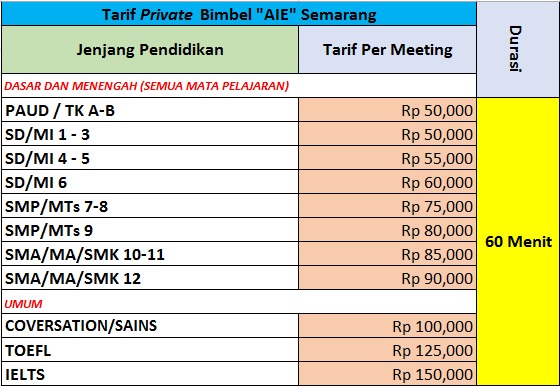 Tarif Private Bimbel "AIE" Semarang
Durasi
Jenjang Pendidikan Tarif Per Meeting
DASAR DAN MENENGAH (SEMUA MATA PELAJARAN)
PAUD / TK A-B Rp 50,000
SD/MI 1 - 3 Rp 50,000
SD/MI 4 - 5 Rp 55,000
SD/MI 6 Rp 60,000
SMP/MTs 7-8 Rp 75,000
SMP/MTs 9 Rp 80,000
60 Menit
SMA/MA/SMK 10-11 Rp 85,000
SMA/MA/SMK 12 Rp 90,000
UMUM
COVERSATION/SAINS Rp 100,000
TOEFL Rp 125,000
IELTS Rp 150,000